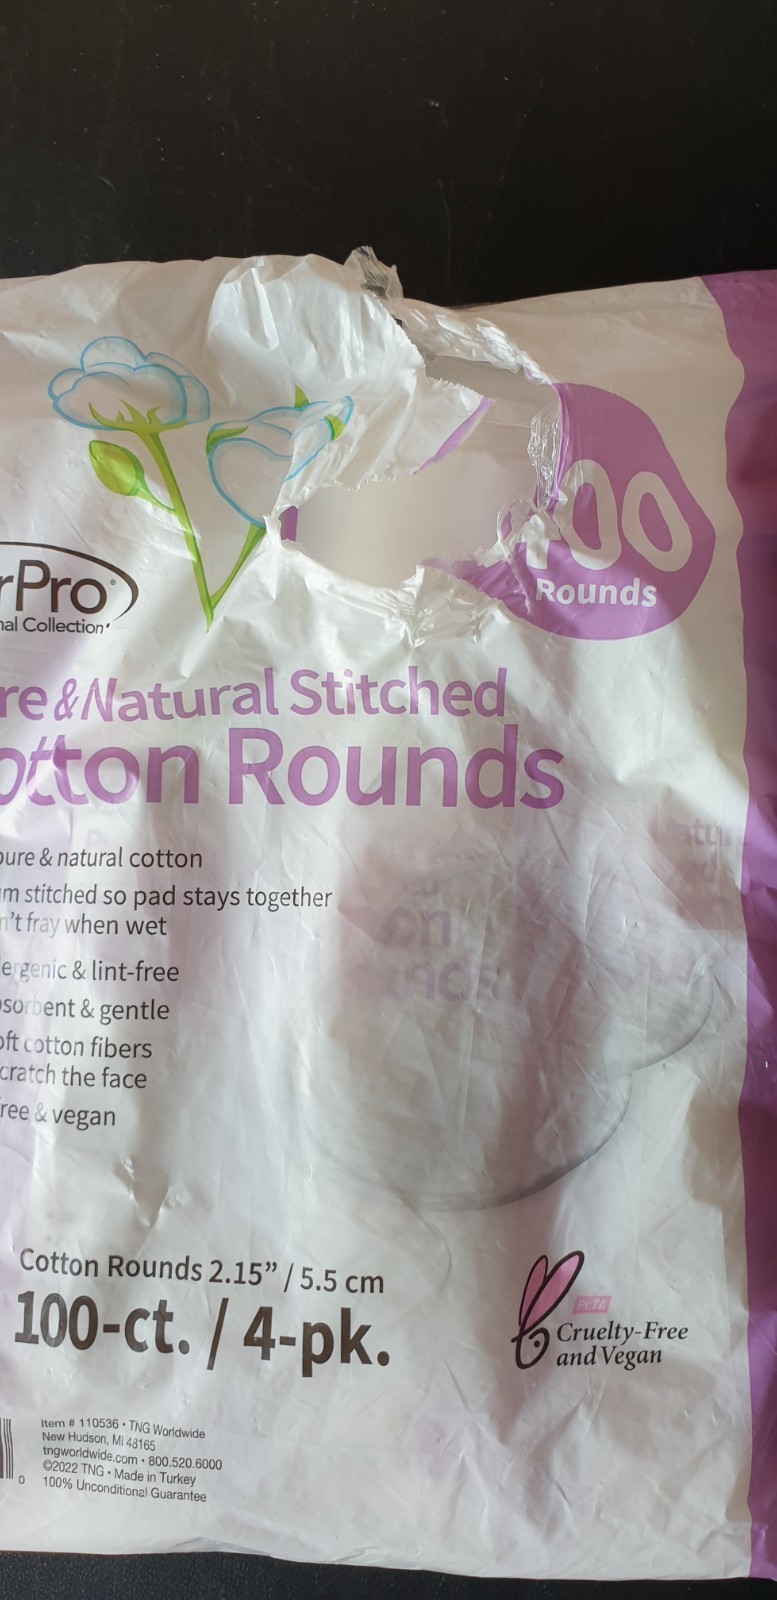 rPro
nal Collection'
400
Rounds
re & Natural Stitched
otton Rounds
pure & natural cotton
m stitched so pad stays together
n't fray when wet
ergenic & lint-free
sorbent & gentle
oft cotton fibers
cratch the face
ree & vegan
Cotton Rounds 2.15” / 5.5 cm
100-ct. / 4-pk.
PETA
Cruelty-Free
and Vegan
Item # 110536 • TNG Worldwide
New Hudson, MI 48165
tngworldwide.com • 800.520.6000
©2022 TNG • Made in Turkey
100% Unconditional Guarantee
0